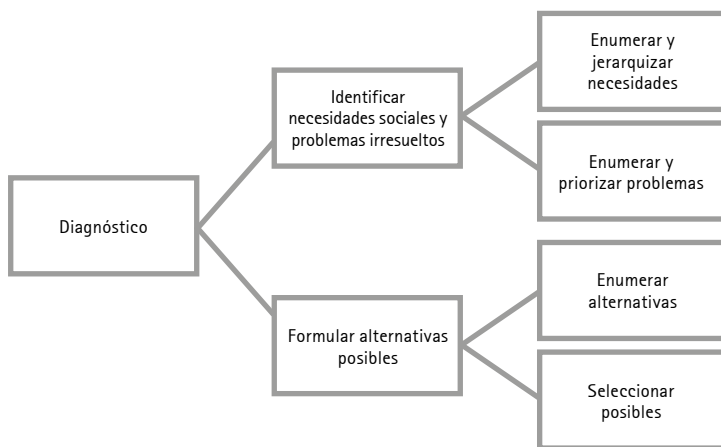 Diagnóstico
Identificar
necesidades sociales y
problemas irresueltos
Enumerar y
jerarquizar
necesidades
Enumerar y
priorizar problemas
Formular alternativas
posibles
Enumerar
alternativas
Seleccionar
posibles